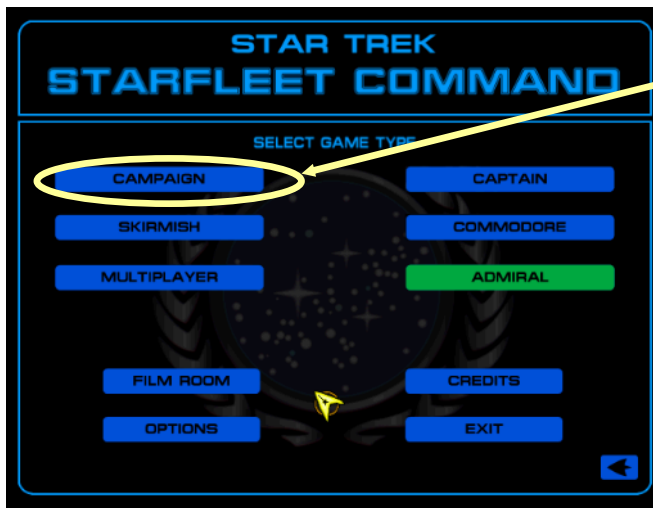 STAR TREK
STARFLEET COMMAND
SELECT GAME TYPE
CAMPAIGN
CAPTAIN
SKIRMISH
COMMODORE
MULTIPLAYER
ADMIRAL
FILM ROOM
CREDITS
OPTIONS
EXIT